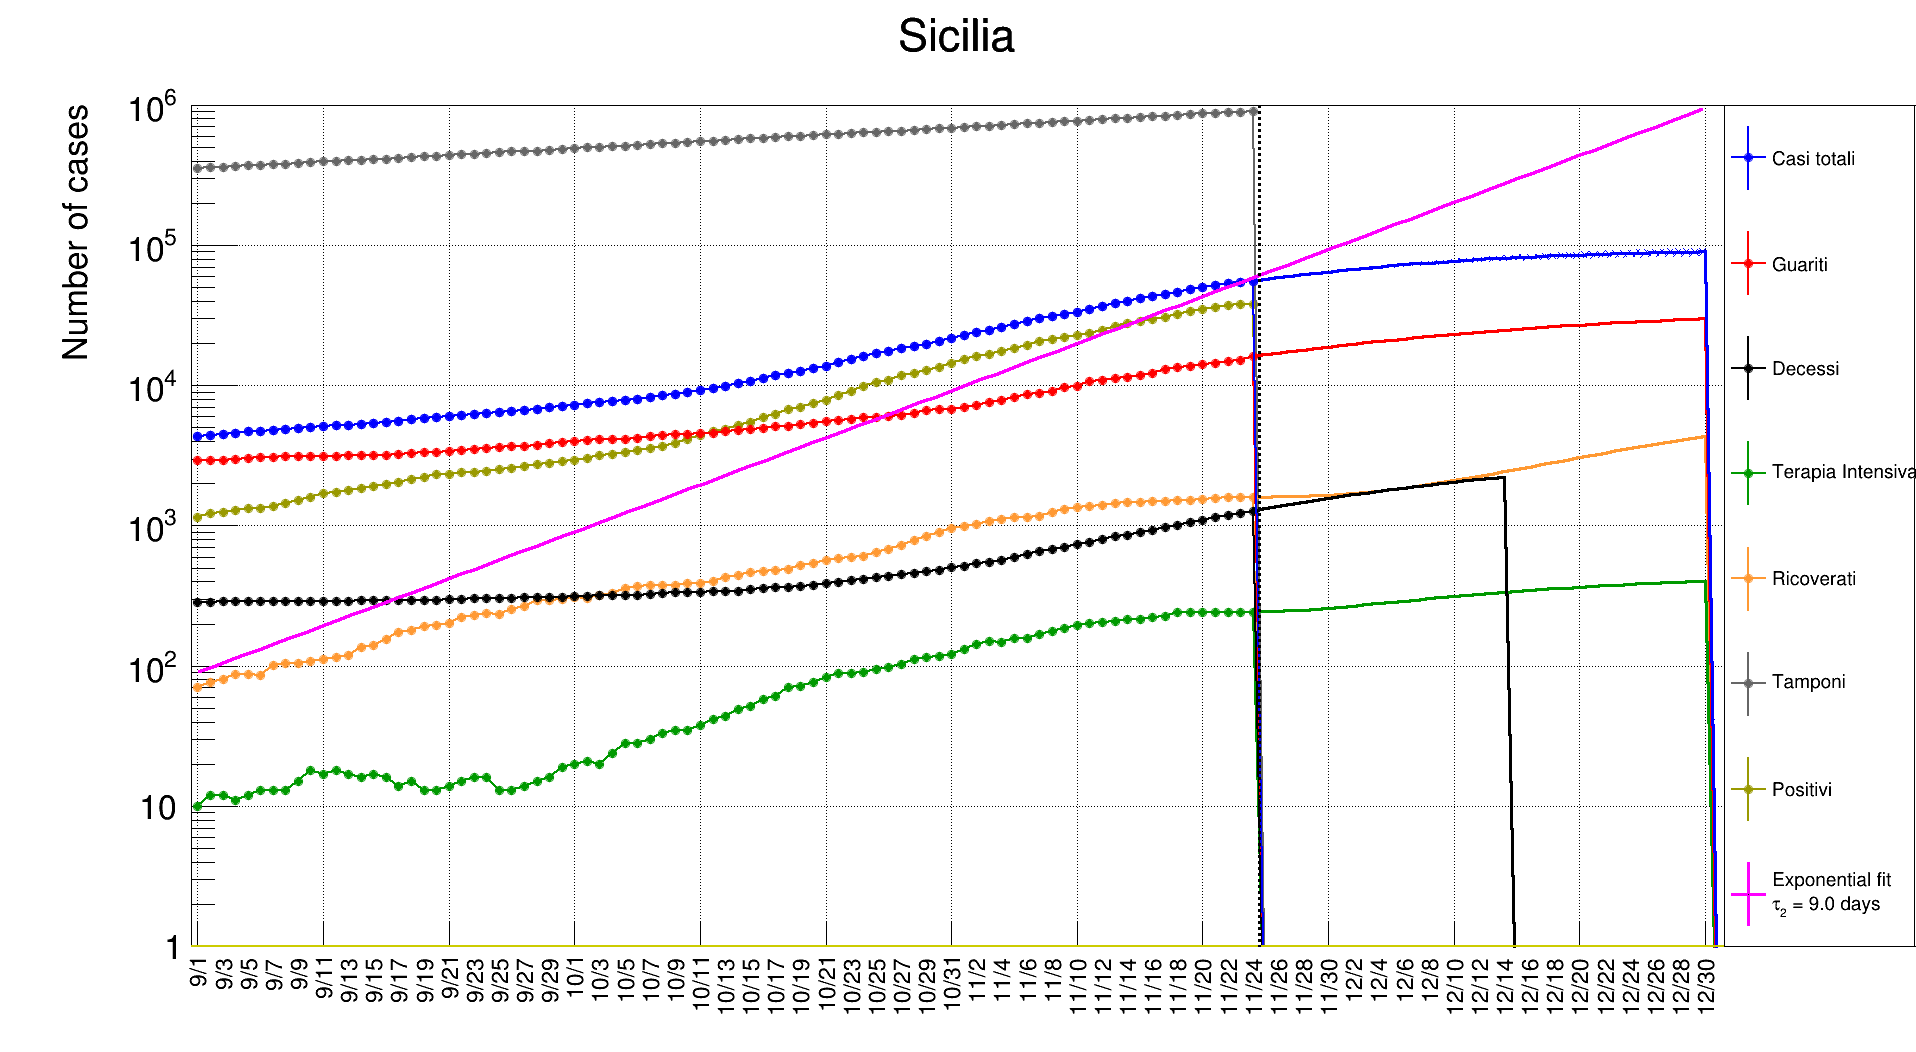 Sicilia
Number of cases
10^6
10^5
10^4
10^3
10^2
10
1
9/1 9/3 9/5 9/7 9/9 9/11 9/13 9/15 9/17 9/19 9/21 9/23 9/25 9/27 9/29 10/1 10/3 10/5 10/7 10/9 10/11 10/13 10/15 10/17 10/19 10/21 10/23 10/25 10/27 10/29 10/31 11/2 11/4 11/6 11/8 11/10 11/12 11/14 11/16 11/18 11/20 11/22 11/24 11/26 11/28 11/30 12/2 12/4 12/6 12/8 12/10 12/12 12/14 12/16 12/18 12/20 12/22 12/24 12/26 12/28 12/30
Casi totali
Guariti
Decessi
Terapia Intensiva
Ricoverati
Tamponi
Positivi
Exponential fit
τ₂ = 9.0 days